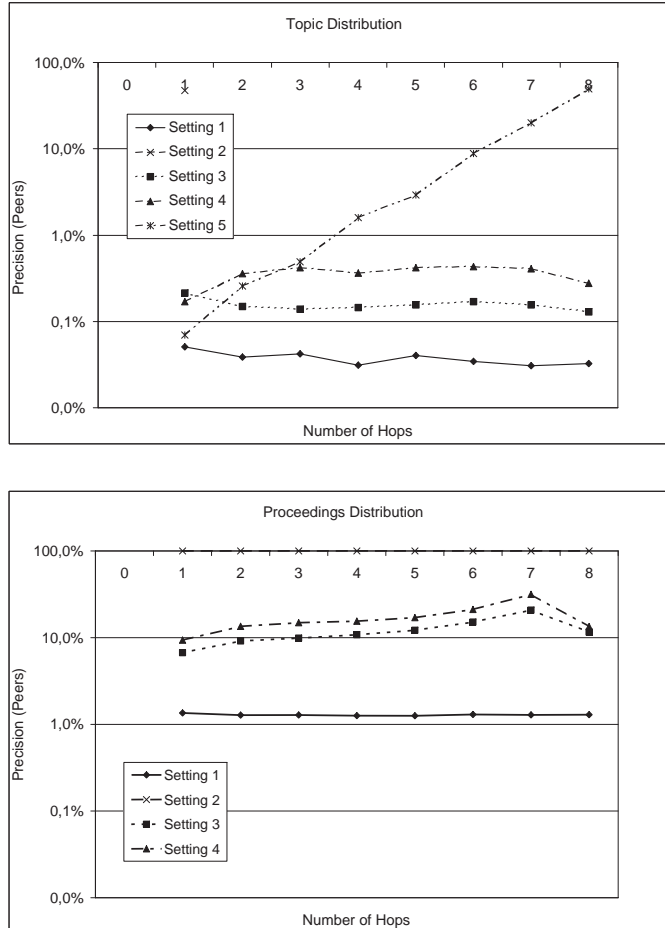 Topic Distribution
100,0%
0 1 2 3 4 5 6 7 8
Setting 1
10,0%
Setting 2
Setting 3
Setting 4
1,0%
Setting 5
0,1%
0,0%
Precision (Peers)
Number of Hops
Proceedings Distribution
100,0%
0 1 2 3 4 5 6 7 8
10,0%
1,0%
Setting 1
Setting 2
0,1%
Setting 3
Setting 4
0,0%
Precision (Peers)
Number of Hops